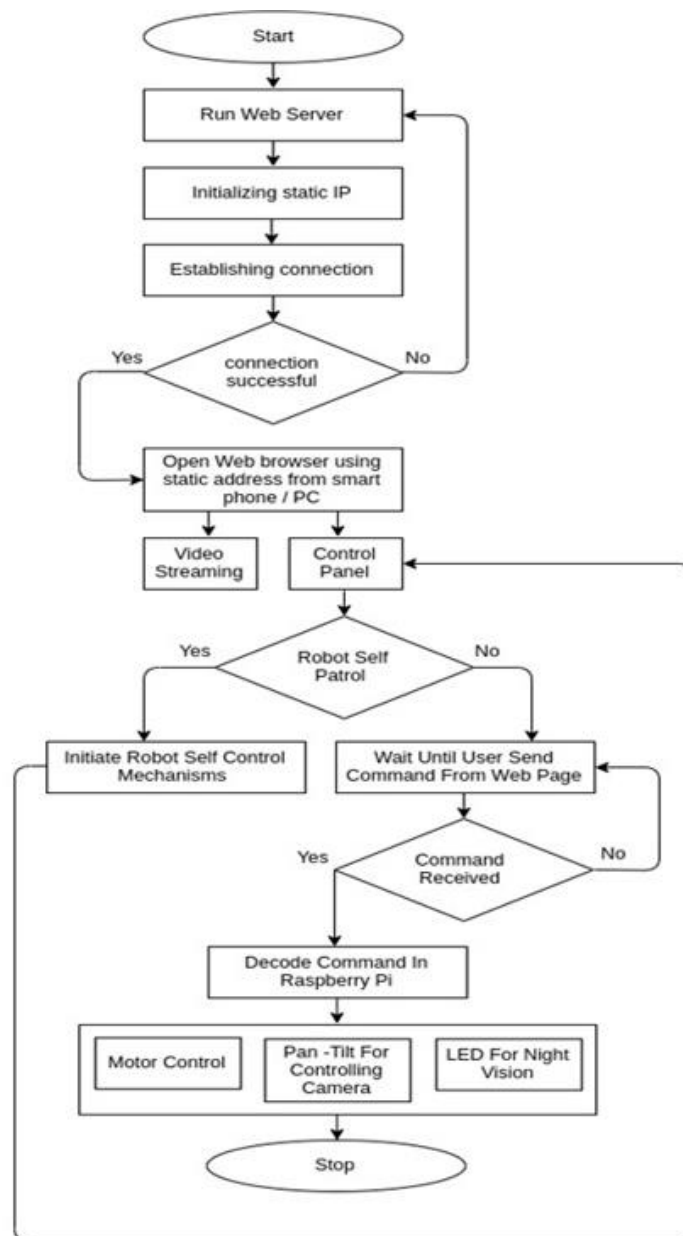 Start
Run Web Server
Initializing static IP
Establishing connection
Yes
connection
successful
No
Open Web browser using
static address from smart
phone / PC
Video
Streaming
Control
Panel
Yes
Robot Self
Patrol
No
Initiate Robot Self Control
Mechanisms
Wait Until User Send
Command From Web Page
Yes
Command
Received
No
Decode Command In
Raspberry Pi
Motor Control
Pan -Tilt For
Controlling
Camera
LED For Night
Vision
Stop